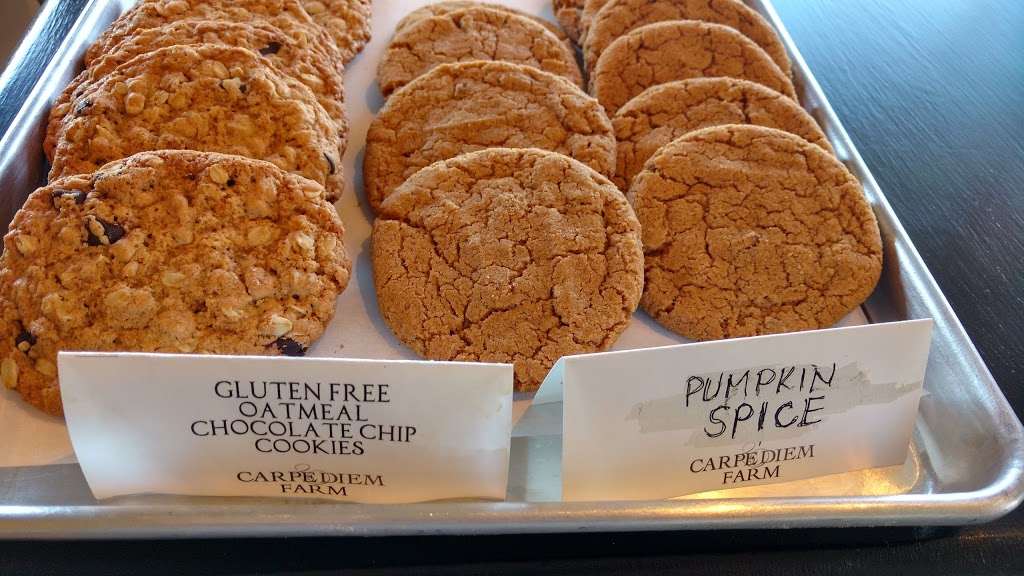 GLUTEN FREE
OATMEAL
CHOCOLATE CHIP
COOKIES
CARPE DIEM
FARM
PUMPKIN
SPICE
CARPE DIEM
FARM